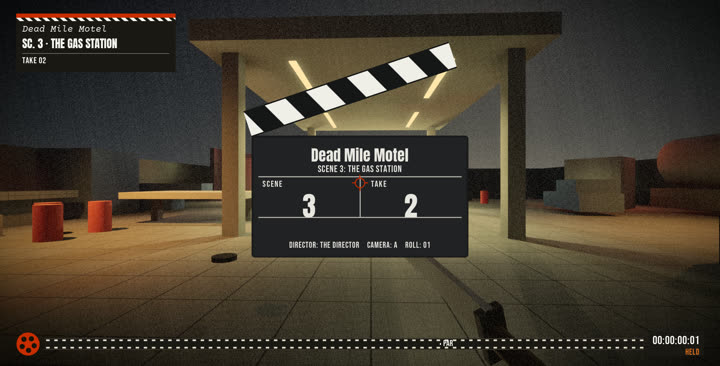 Dead Mile Motel
SC. 3 · THE GAS STATION
TAKE 02
Dead Mile Motel
SCENE 3: THE GAS STATION
SCENE
TAKE
3
2
DIRECTOR: THE DIRECTOR CAMERA: A ROLL: 01
PAR
00:00:00:01
HELD